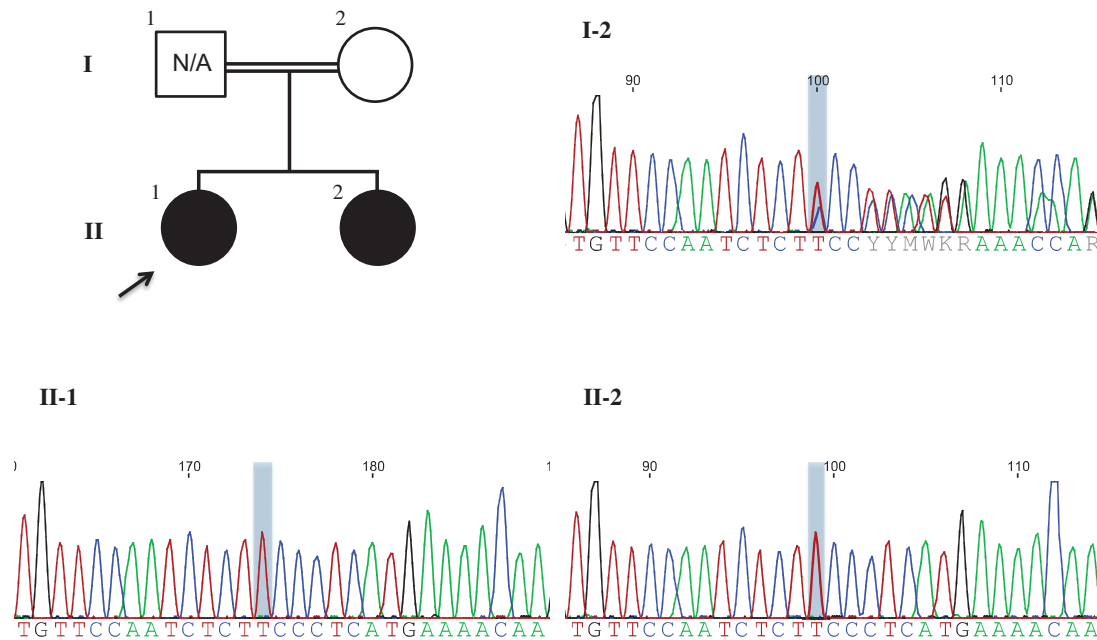 1
2
I
N/A
1
2
II
I-2
90 100 110
TGTTCCAATCTCTTCCYYMWKRAAACCAR
II-1
170 180
TGTTCCAATCTCTTCCCTCATGAAAACAA
II-2
90 100 110
TGTTCCAATCTCTTCCCTCATGAAAACAA